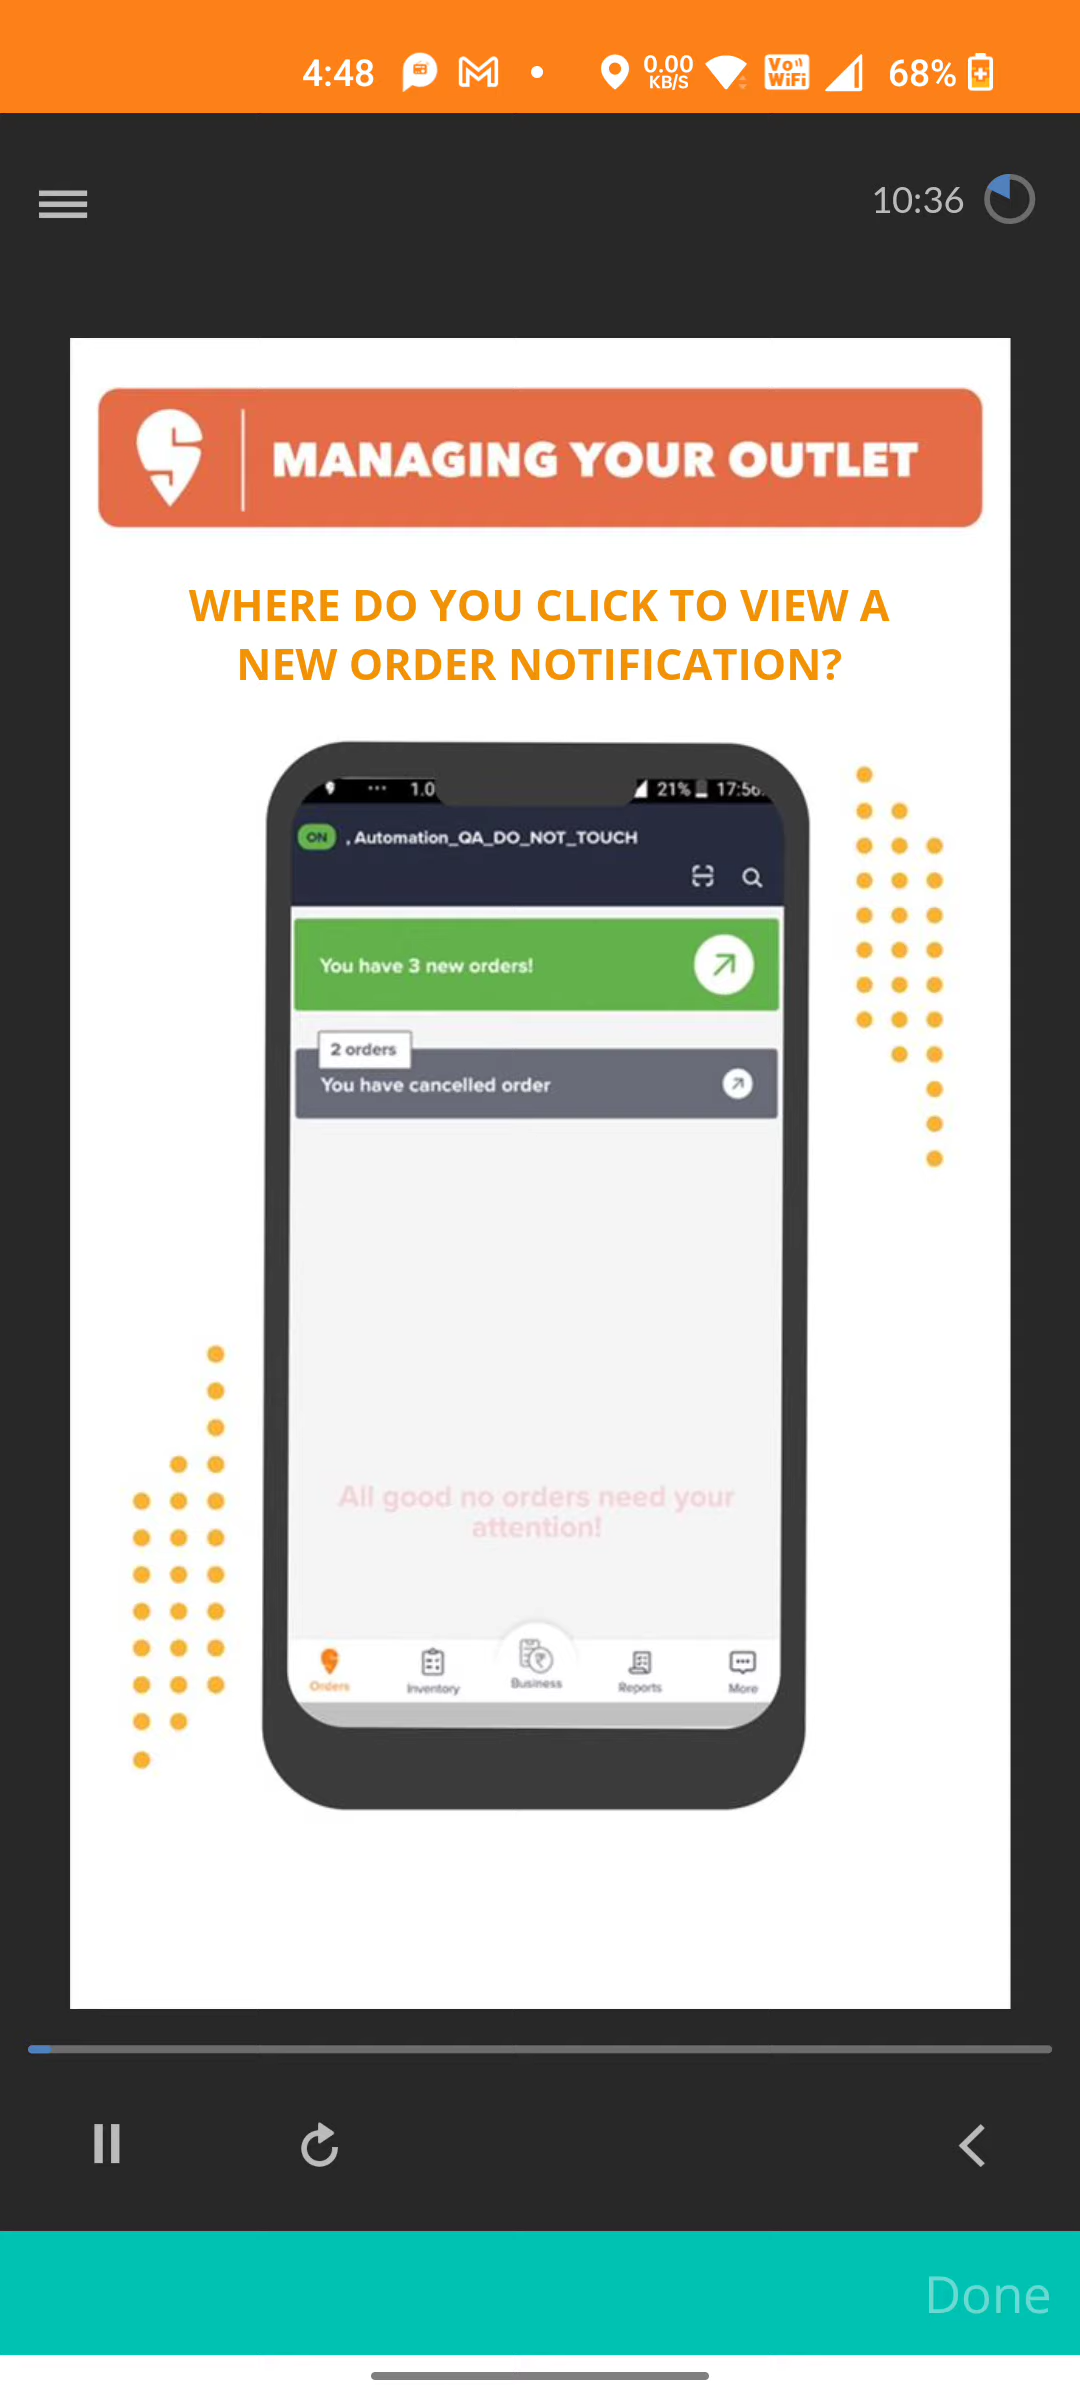 4:48 0.00 KB/S Vo WiFi 68%
10:36
MANAGING YOUR OUTLET
WHERE DO YOU CLICK TO VIEW A
NEW ORDER NOTIFICATION?
1.0 21% 17:56
ON , Automation_QA_DO_NOT_TOUCH
You have 3 new orders!
2 orders
You have cancelled order
All good no orders need your
attention!
Orders Inventory Business Reports More
Done